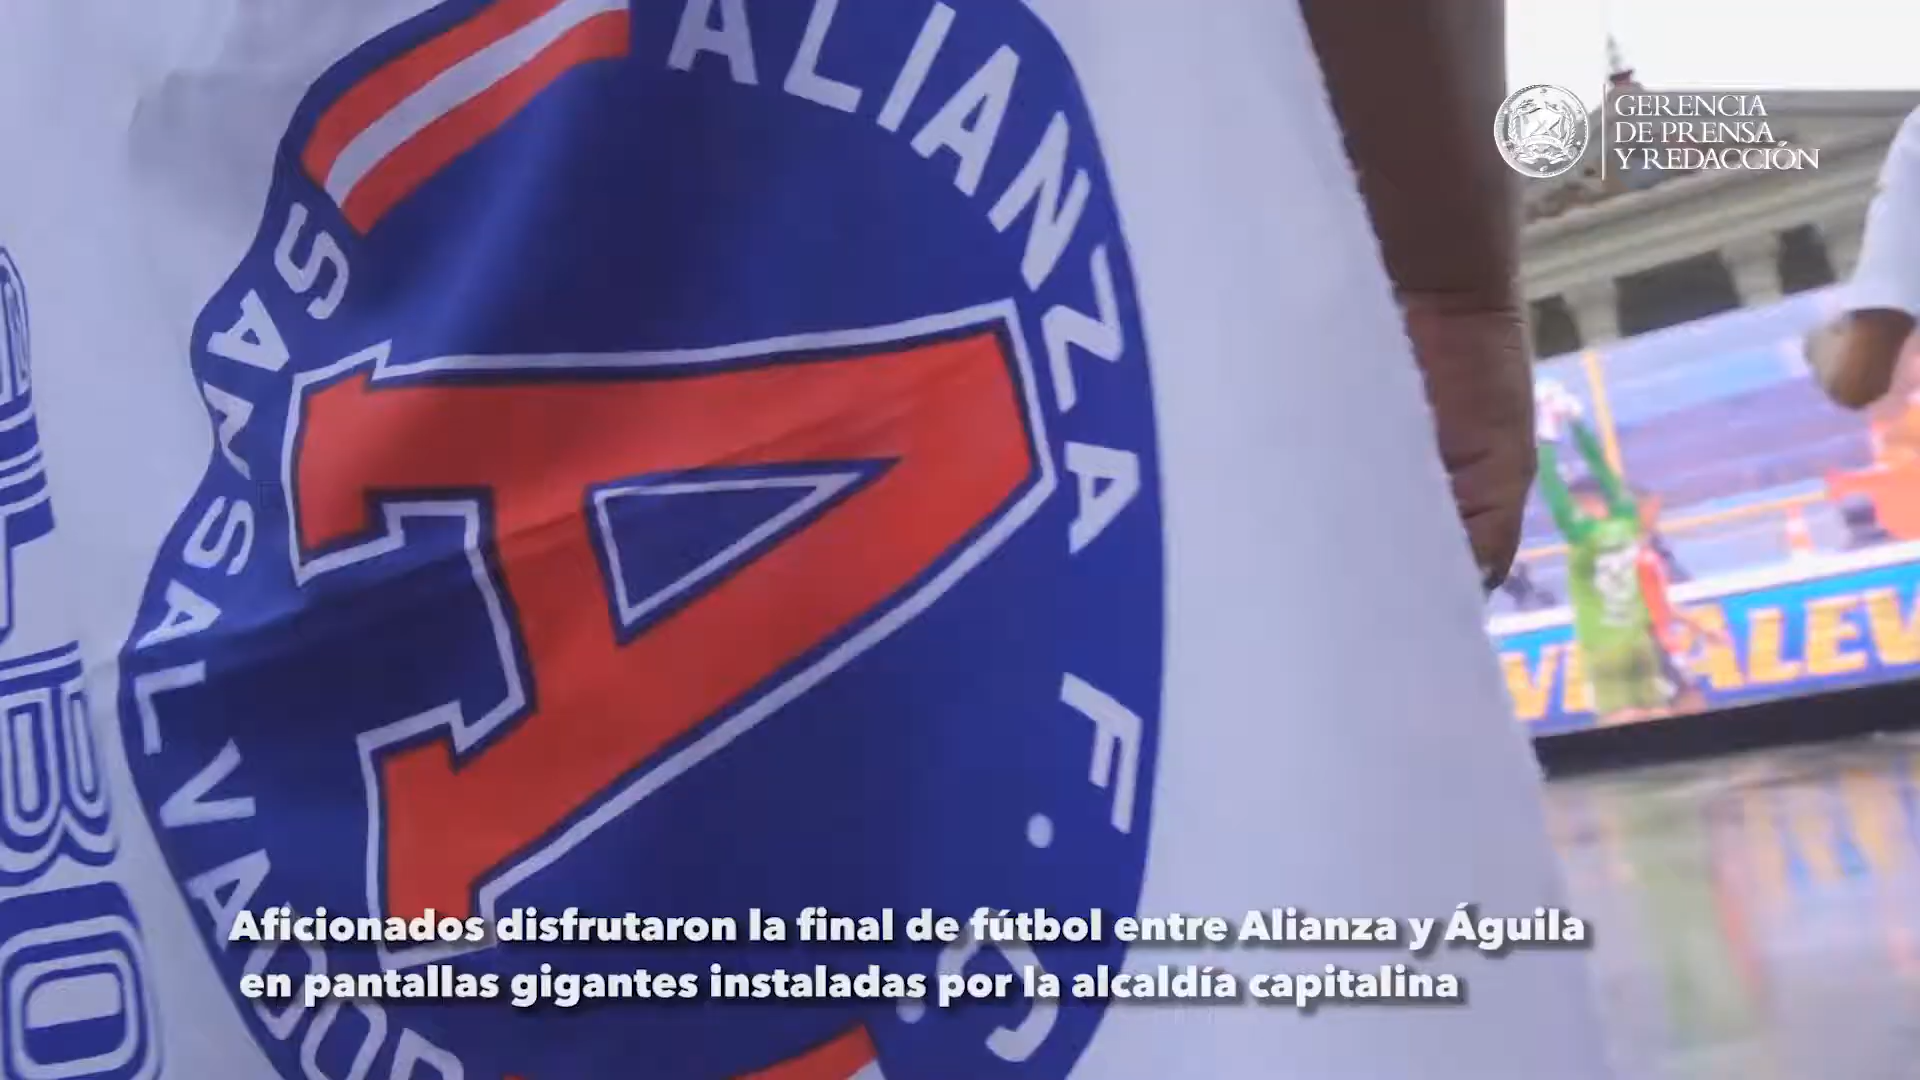 ALIANZA F.C.
SAN SALVADOR
GERENCIA
DE PRENSA
Y REDACCIÓN
ALEV
Aficionados disfrutaron la final de fútbol entre Alianza y Águila
en pantallas gigantes instaladas por la alcaldía capitalina